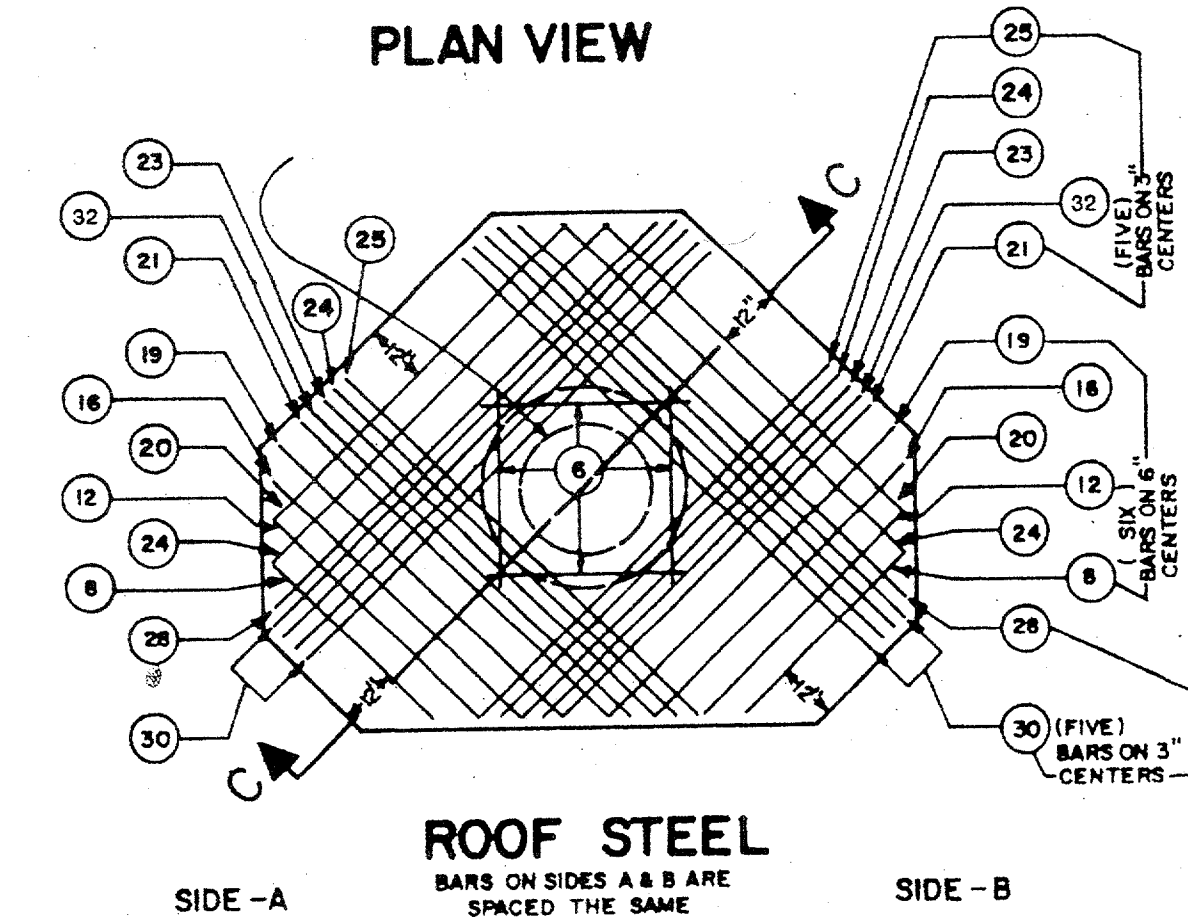 PLAN VIEW
25
24
23
32
21
(FIVE)
BARS ON 3"
CENTERS
19
16
20
12
24
8
(SIX
BARS ON 6"
CENTERS
28
30
(FIVE)
BARS ON 3"
CENTERS
23
32
21
25
24
19
16
20
12
24
8
28
30
C
C
12"
12"
12"
12"
6
ROOF STEEL
BARS ON SIDES A & B ARE
SPACED THE SAME
SIDE - A
SIDE - B